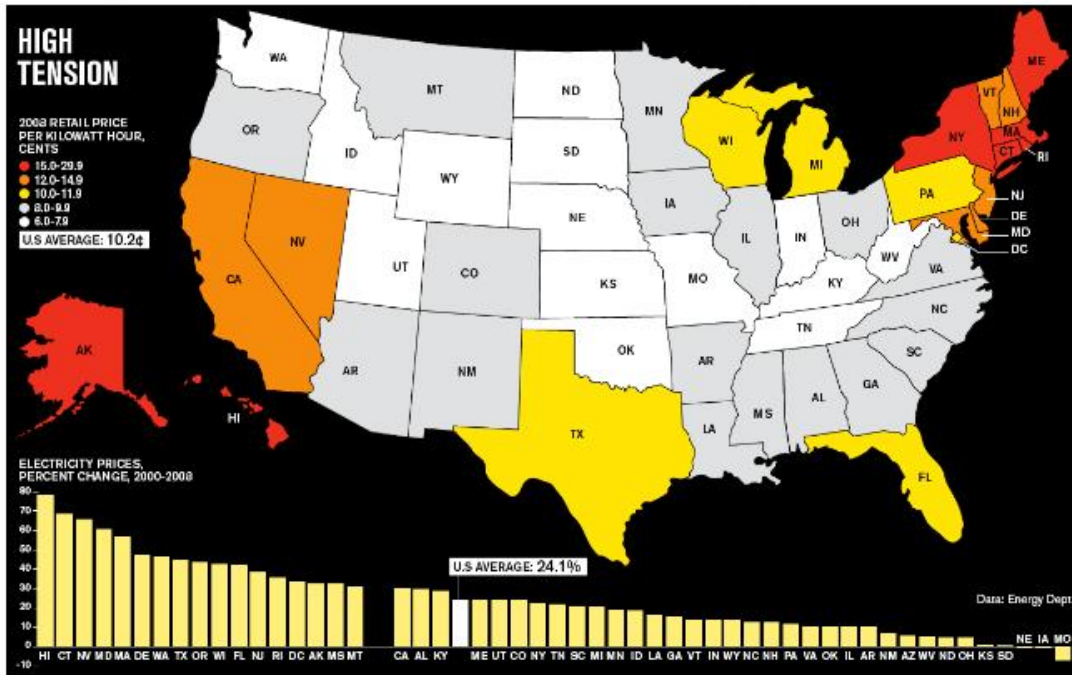 HIGH
TENSION
2008 RETAIL PRICE
PER KILOWATT HOUR,
CENTS
15.0-29.9
12.0-14.9
10.0-11.9
8.0-9.9
6.0-7.9
U.S AVERAGE: 10.2¢
WA
OR
CA
NV
ID
MT
WY
UT
CO
AR
NM
ND
SD
NE
KS
OK
TX
MN
IA
MO
AR
LA
WI
IL
MI
IN
OH
KY
TN
MS
AL
GA
FL
SC
NC
VA
WV
PA
NY
VT
NH
ME
MA
CT
RI
NJ
DE
MD
DC
AK
HI
ELECTRICITY PRICES,
PERCENT CHANGE, 2000-2008
80
70
60
50
40
30
20
10
0
-10
U.S AVERAGE: 24.1%
Data: Energy Dept
HI CT NV MD MA DE WA TX OR WI FL NJ RI DC AK MS MT CA AL KY ME UT CO NY TN SC MI MN ID LA GA VT IN WY NC NH PA VA OK IL AR NM AZ WV ND OH KS SD NE IA MO